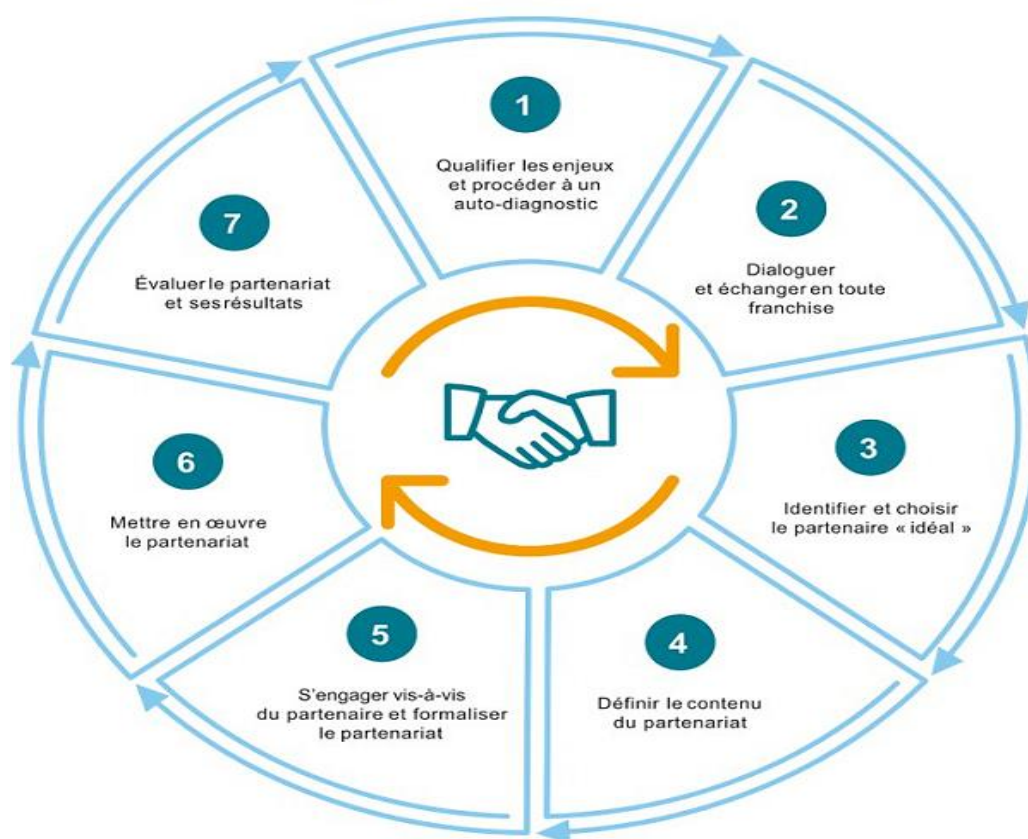 1
Qualifier les enjeux
et procéder à un
auto-diagnostic
2
Dialoguer
et échanger en toute
franchise
3
Identifier et choisir
le partenaire « idéal »
4
Définir le contenu
du partenariat
5
S'engager vis-à-vis
du partenaire et formaliser
le partenariat
6
Mettre en œuvre
le partenariat
7
Évaluer le partenariat
et ses résultats